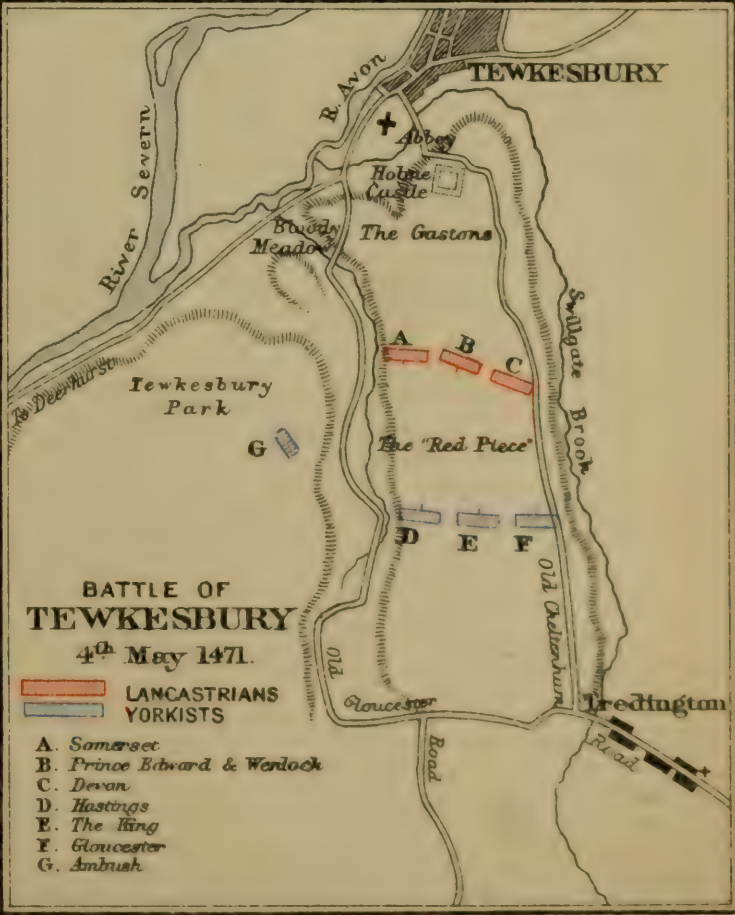 TEWKESBURY
R. Avon
River Severn
Abbey
Holme
Castle
Bloody
Meadow
The Gastons
Swillgate Brook
A
B
C
To Deerhurst
Tewkesbury
Park
The "Red Piece"
G
D
E
F
Old Cheltenham
Road
Tredington
Old
Gloucester
Road
BATTLE OF
TEWKESBURY
4th May 1471.
LANCASTRIANS
YORKISTS
A. Somerset
B. Prince Edward & Wenlock
C. Devon
D. Hastings
E. The King
F. Gloucester
G. Ambush